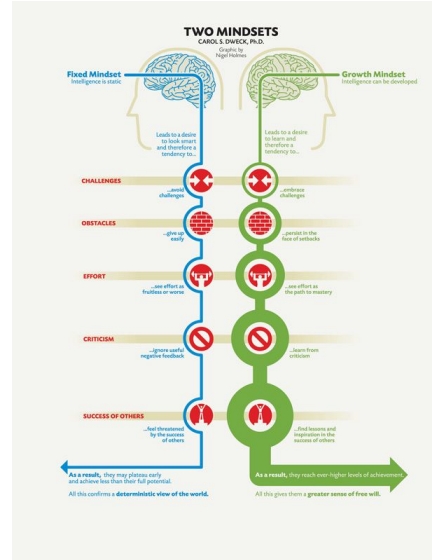 TWO MINDSETS
CAROL S. DWECK, Ph.D.
Graphic by
Nigel Holmes
Fixed Mindset
Intelligence is static
Growth Mindset
Intelligence can be developed
Leads to a desire
to look smart
and therefore a
tendency to...
Leads to a desire
to learn and
therefore a
tendency to...
CHALLENGES
...avoid
challenges
...embrace
challenges
OBSTACLES
...give up
easily
...persist in the
face of setbacks
EFFORT
...see effort as
fruitless or worse
...see effort as
the path to mastery
CRITICISM
...ignore useful
negative feedback
...learn from
criticism
SUCCESS OF OTHERS
...feel threatened
by the success
of others
...find lessons and
inspiration in the
success of others
As a result, they may plateau early
and achieve less than their full potential.
All this confirms a deterministic view of the world.
As a result, they reach ever-higher levels of achievement.
All this gives them a greater sense of free will.